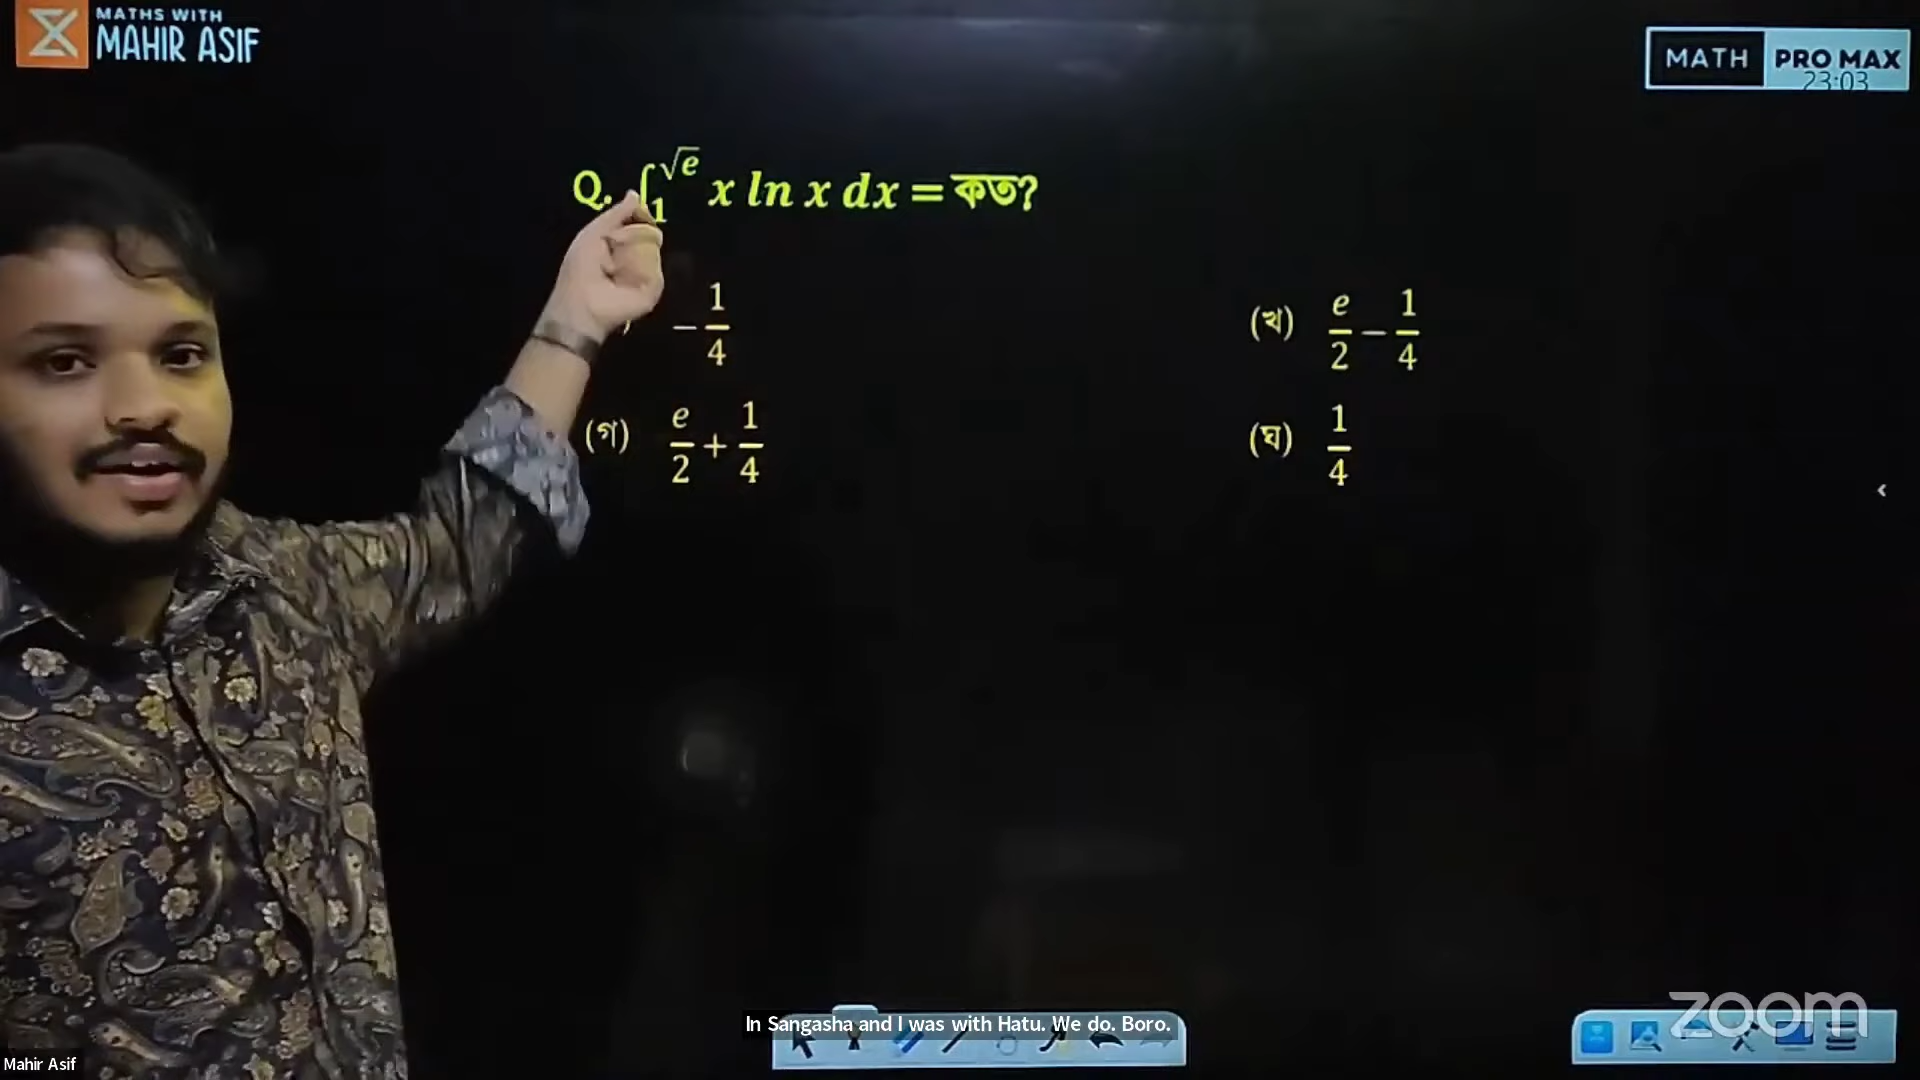 MATHS WITH
MAHIR ASIF
MATH PRO MAX
23:03
Q. ∫₁^√e x ln x dx = কত?
− 1/4
(খ) e/2 − 1/4
(গ) e/2 + 1/4
(ঘ) 1/4
zoom
In Sangasha and I was with Hatu. We do. Boro.
Mahir Asif